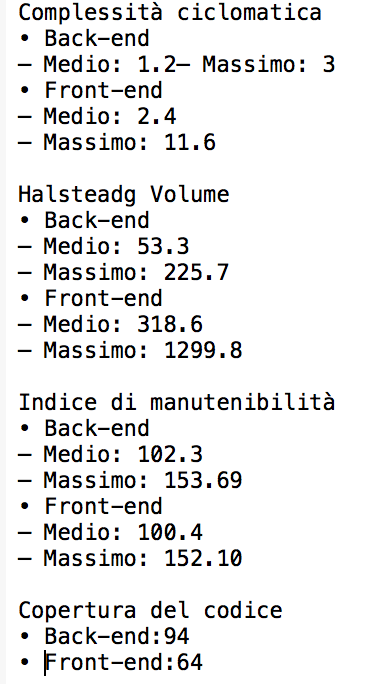 Complessità ciclomatica
• Back-end
– Medio: 1.2– Massimo: 3
• Front-end
– Medio: 2.4
– Massimo: 11.6

Halsteadg Volume
• Back-end
– Medio: 53.3
– Massimo: 225.7
• Front-end
– Medio: 318.6
– Massimo: 1299.8

Indice di manutenibilità
• Back-end
– Medio: 102.3
– Massimo: 153.69
• Front-end
– Medio: 100.4
– Massimo: 152.10

Copertura del codice
• Back-end:94
• Front-end:64